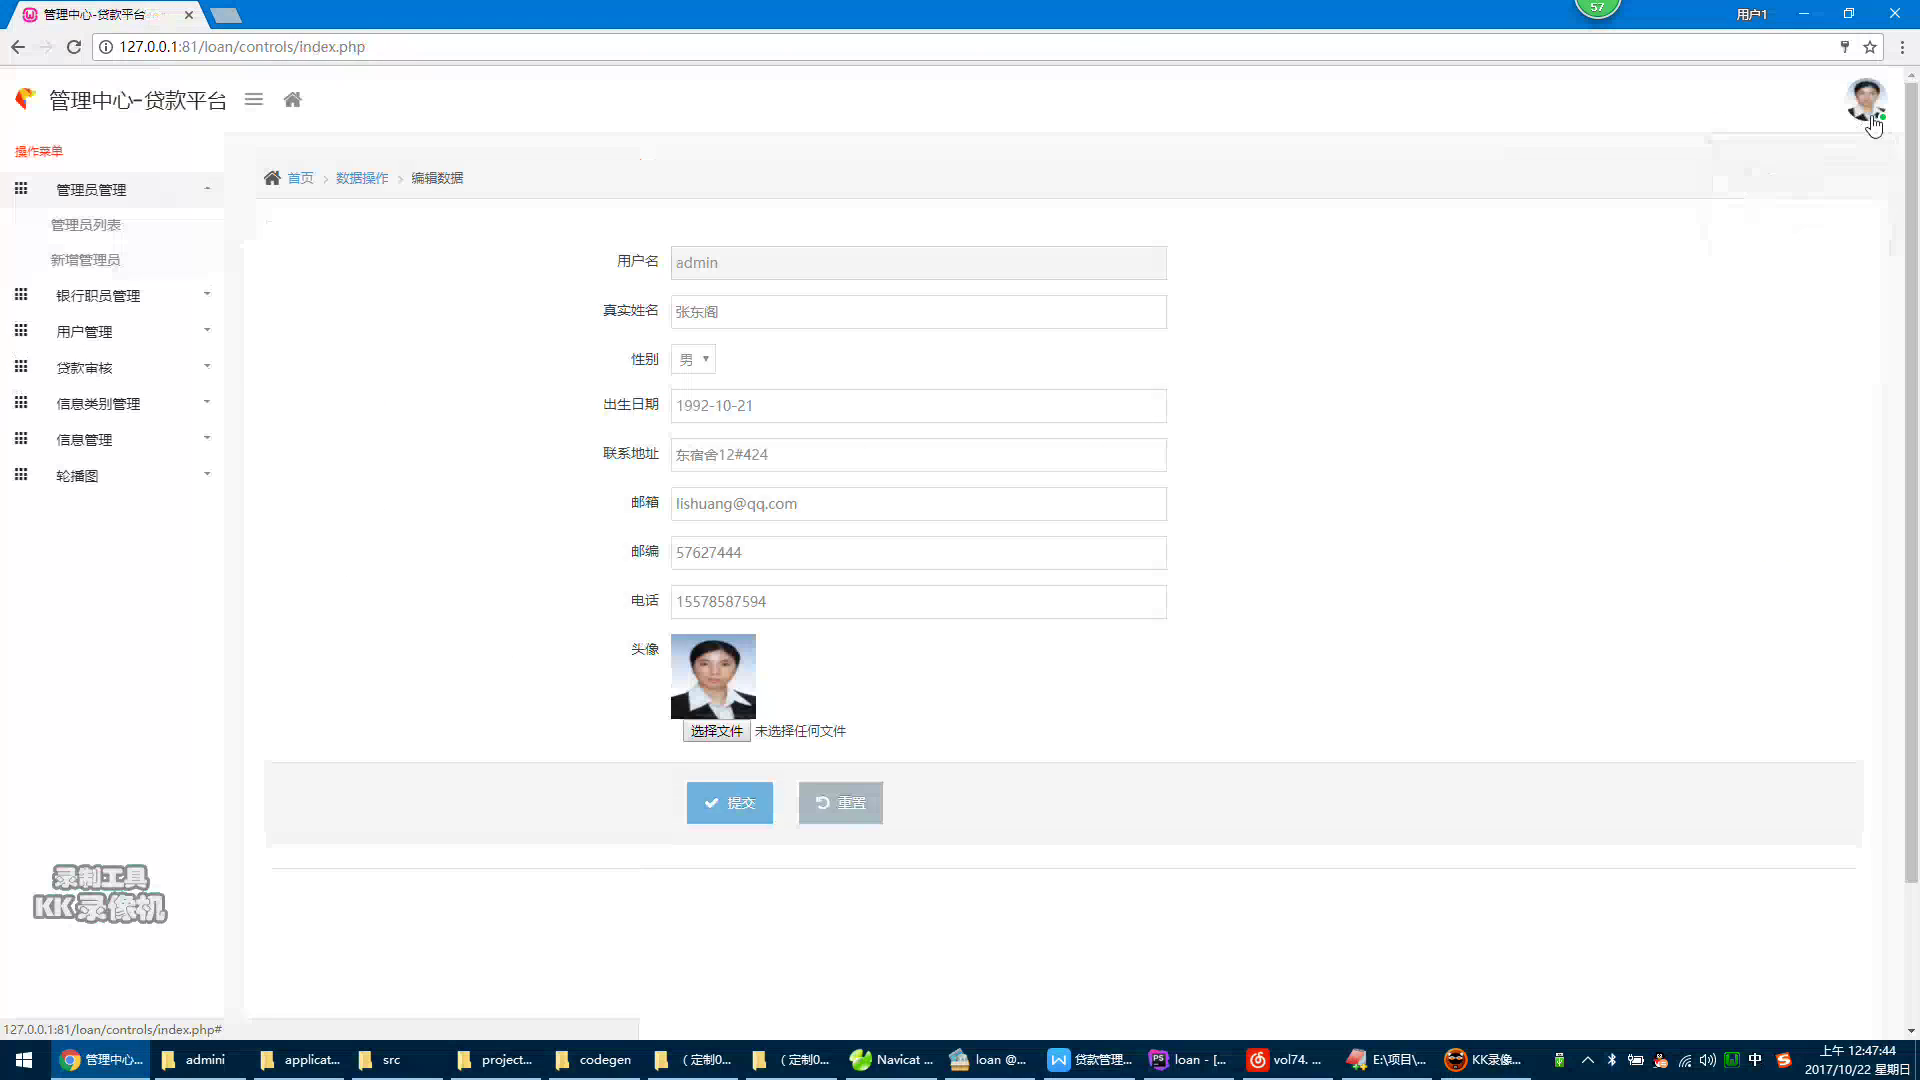 管理中心-贷款平台
57
用户1
127.0.0.1:81/loan/controls/index.php
管理中心-贷款平台
操作菜单
首页 > 数据操作 > 编辑数据
管理员管理
管理员列表
新增管理员
银行职员管理
用户管理
贷款审核
信息类别管理
信息管理
轮播图
用户名 admin
真实姓名 张东阁
性别 男
出生日期 1992-10-21
联系地址 东宿舍12#424
邮箱 lishuang@qq.com
邮编 57627444
电话 15578587594
头像
选择文件 未选择任何文件
提交 重置
录制工具
KK录像机
127.0.0.1:81/loan/controls/index.php#
管理中心... admini applicat... src project... codegen (定制0... (定制0... Navicat ... loan @... 贷款管理... loan - [... vol74. ... E:\项目\... KK录像... 中
上午 12:47:44
2017/10/22 星期日